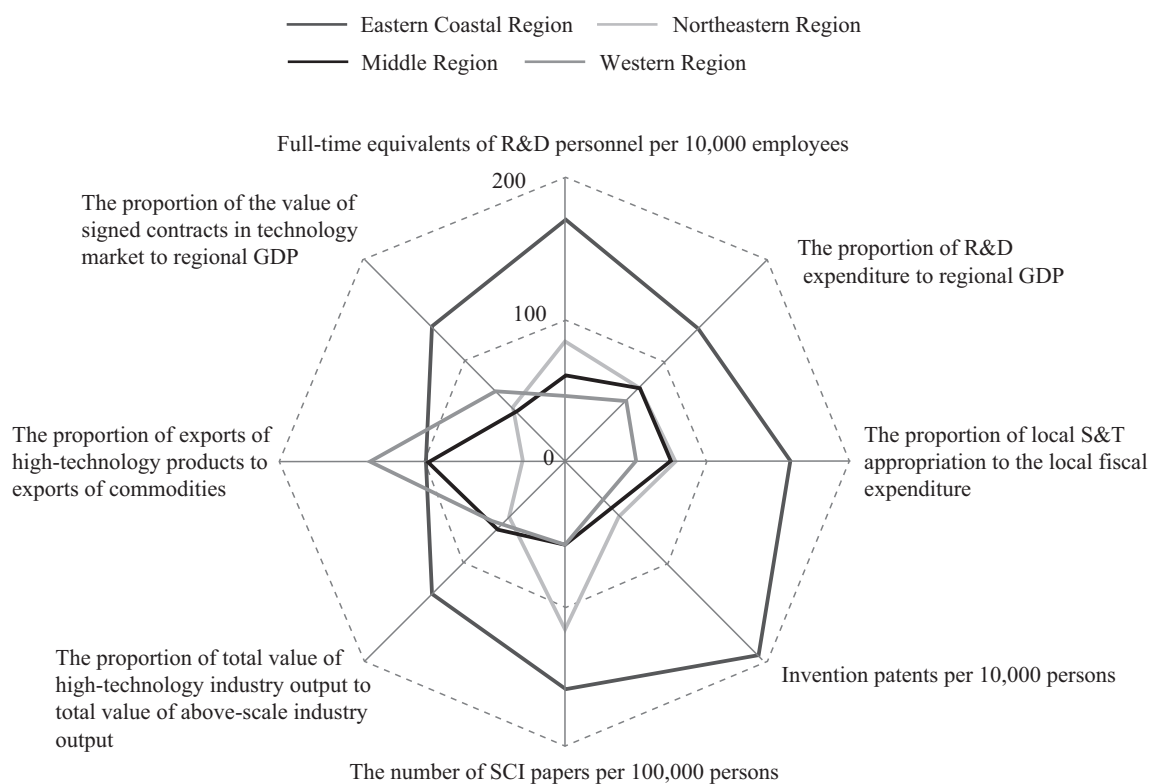 Eastern Coastal Region
Northeastern Region
Middle Region
Western Region
Full-time equivalents of R&D personnel per 10,000 employees
200
The proportion of the value of
signed contracts in technology
market to regional GDP
The proportion of R&D
expenditure to regional GDP
100
The proportion of exports of
high-technology products to
exports of commodities
0
The proportion of local S&T
appropriation to the local fiscal
expenditure
The proportion of total value of
high-technology industry output to
total value of above-scale industry
output
Invention patents per 10,000 persons
The number of SCI papers per 100,000 persons